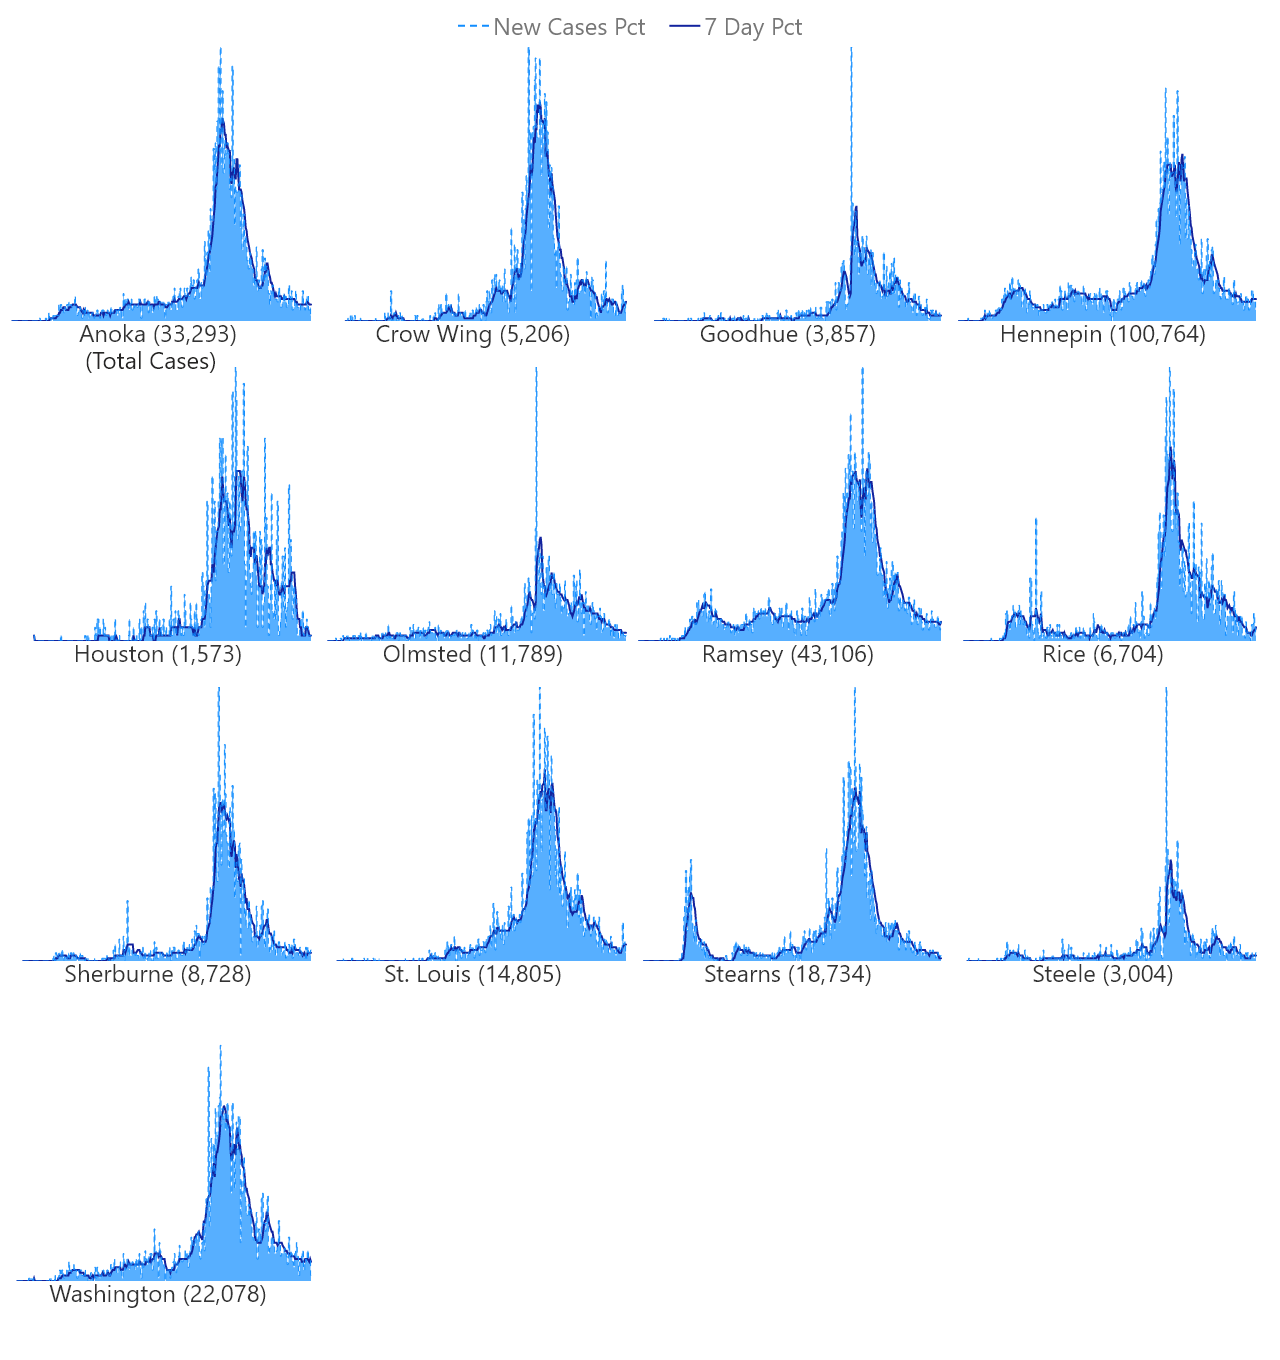 New Cases Pct 7 Day Pct
Anoka (33,293)
(Total Cases)
Crow Wing (5,206)
Goodhue (3,857)
Hennepin (100,764)
Houston (1,573)
Olmsted (11,789)
Ramsey (43,106)
Rice (6,704)
Sherburne (8,728)
St. Louis (14,805)
Stearns (18,734)
Steele (3,004)
Washington (22,078)